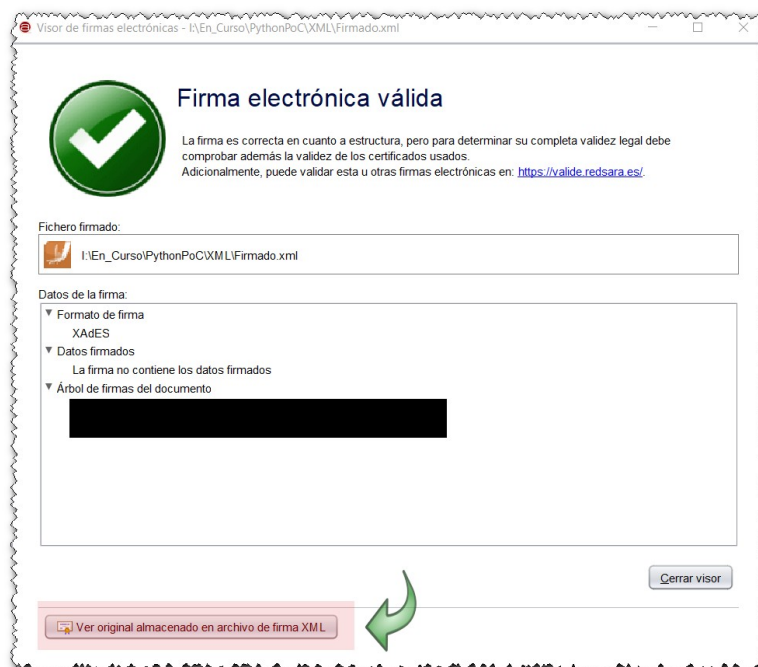 Visor de firmas electrónicas - I:\En_Curso\PythonPoC\XML\Firmado.xml
Firma electrónica válida
La firma es correcta en cuanto a estructura, pero para determinar su completa validez legal debe
comprobar además la validez de los certificados usados.
Adicionalmente, puede validar esta u otras firmas electrónicas en: https://valide.redsara.es/.
Fichero firmado:
I:\En_Curso\PythonPoC\XML\Firmado.xml
Datos de la firma:
Formato de firma
XAdES
Datos firmados
La firma no contiene los datos firmados
Árbol de firmas del documento
Cerrar visor
Ver original almacenado en archivo de firma XML